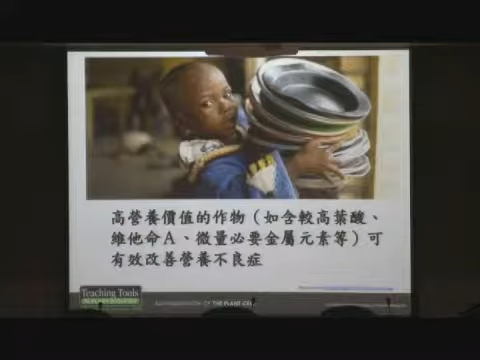 高營養價值的作物（如含較高葉酸、
維他命A、微量必要金屬元素等）可
有效改善營養不良症
Teaching Tools
OF THE PLANT